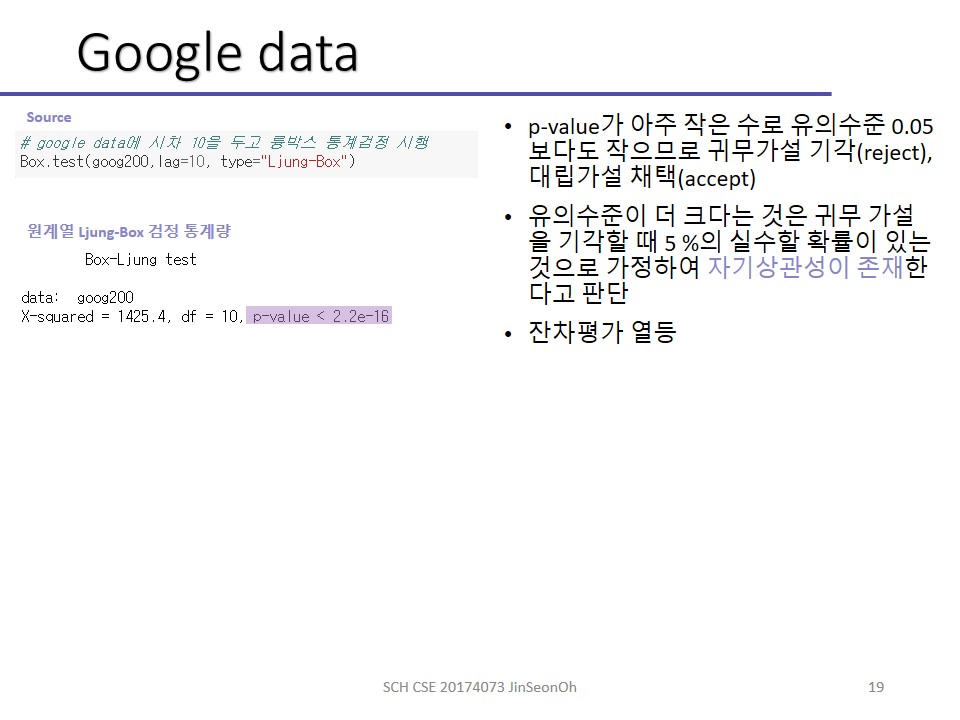 Google data
Source
# google data에 시차 10을 두고 륭박스 통계검정 시행
Box.test(goog200,lag=10, type="Ljung-Box")
원계열 Ljung-Box 검정 통계량
Box-Ljung test
data: goog200
X-squared = 1425.4, df = 10, p-value < 2.2e-16
• p-value가 아주 작은 수로 유의수준 0.05
보다도 작으므로 귀무가설 기각(reject),
대립가설 채택(accept)
• 유의수준이 더 크다는 것은 귀무 가설
을 기각할 때 5 %의 실수할 확률이 있는
것으로 가정하여 자기상관성이 존재한
다고 판단
• 잔차평가 열등
SCH CSE 20174073 JinSeonOh
19